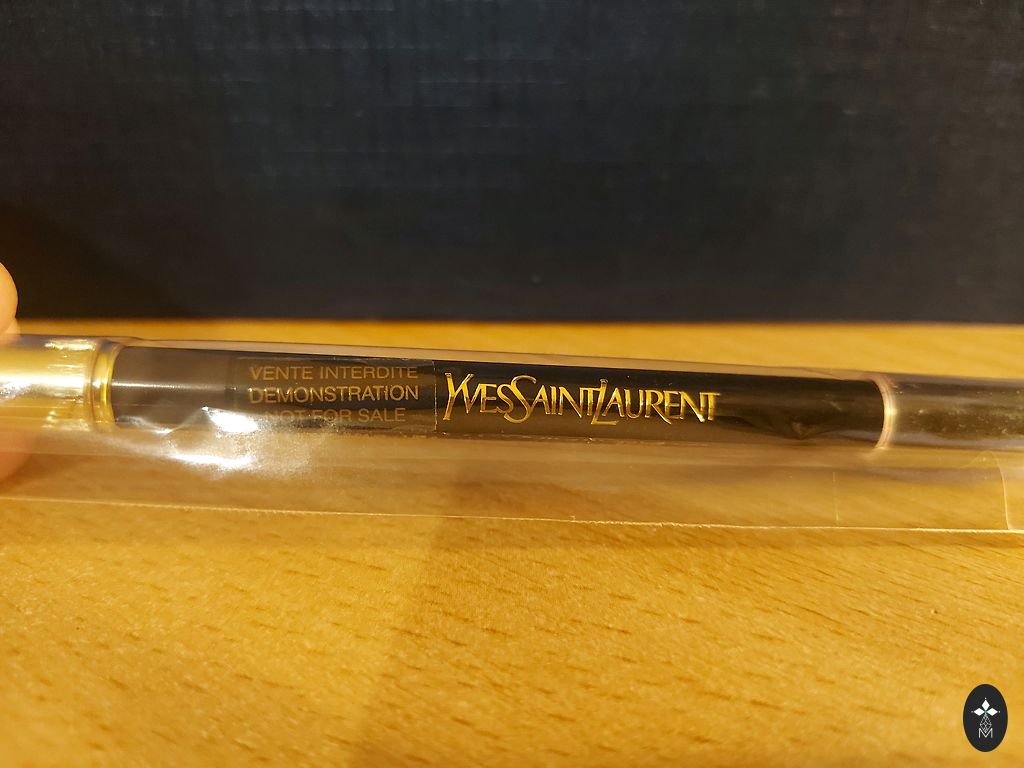 VENTE INTERDITE
DEMONSTRATION
NOT FOR SALE
YVESSAINTLAURENT
M